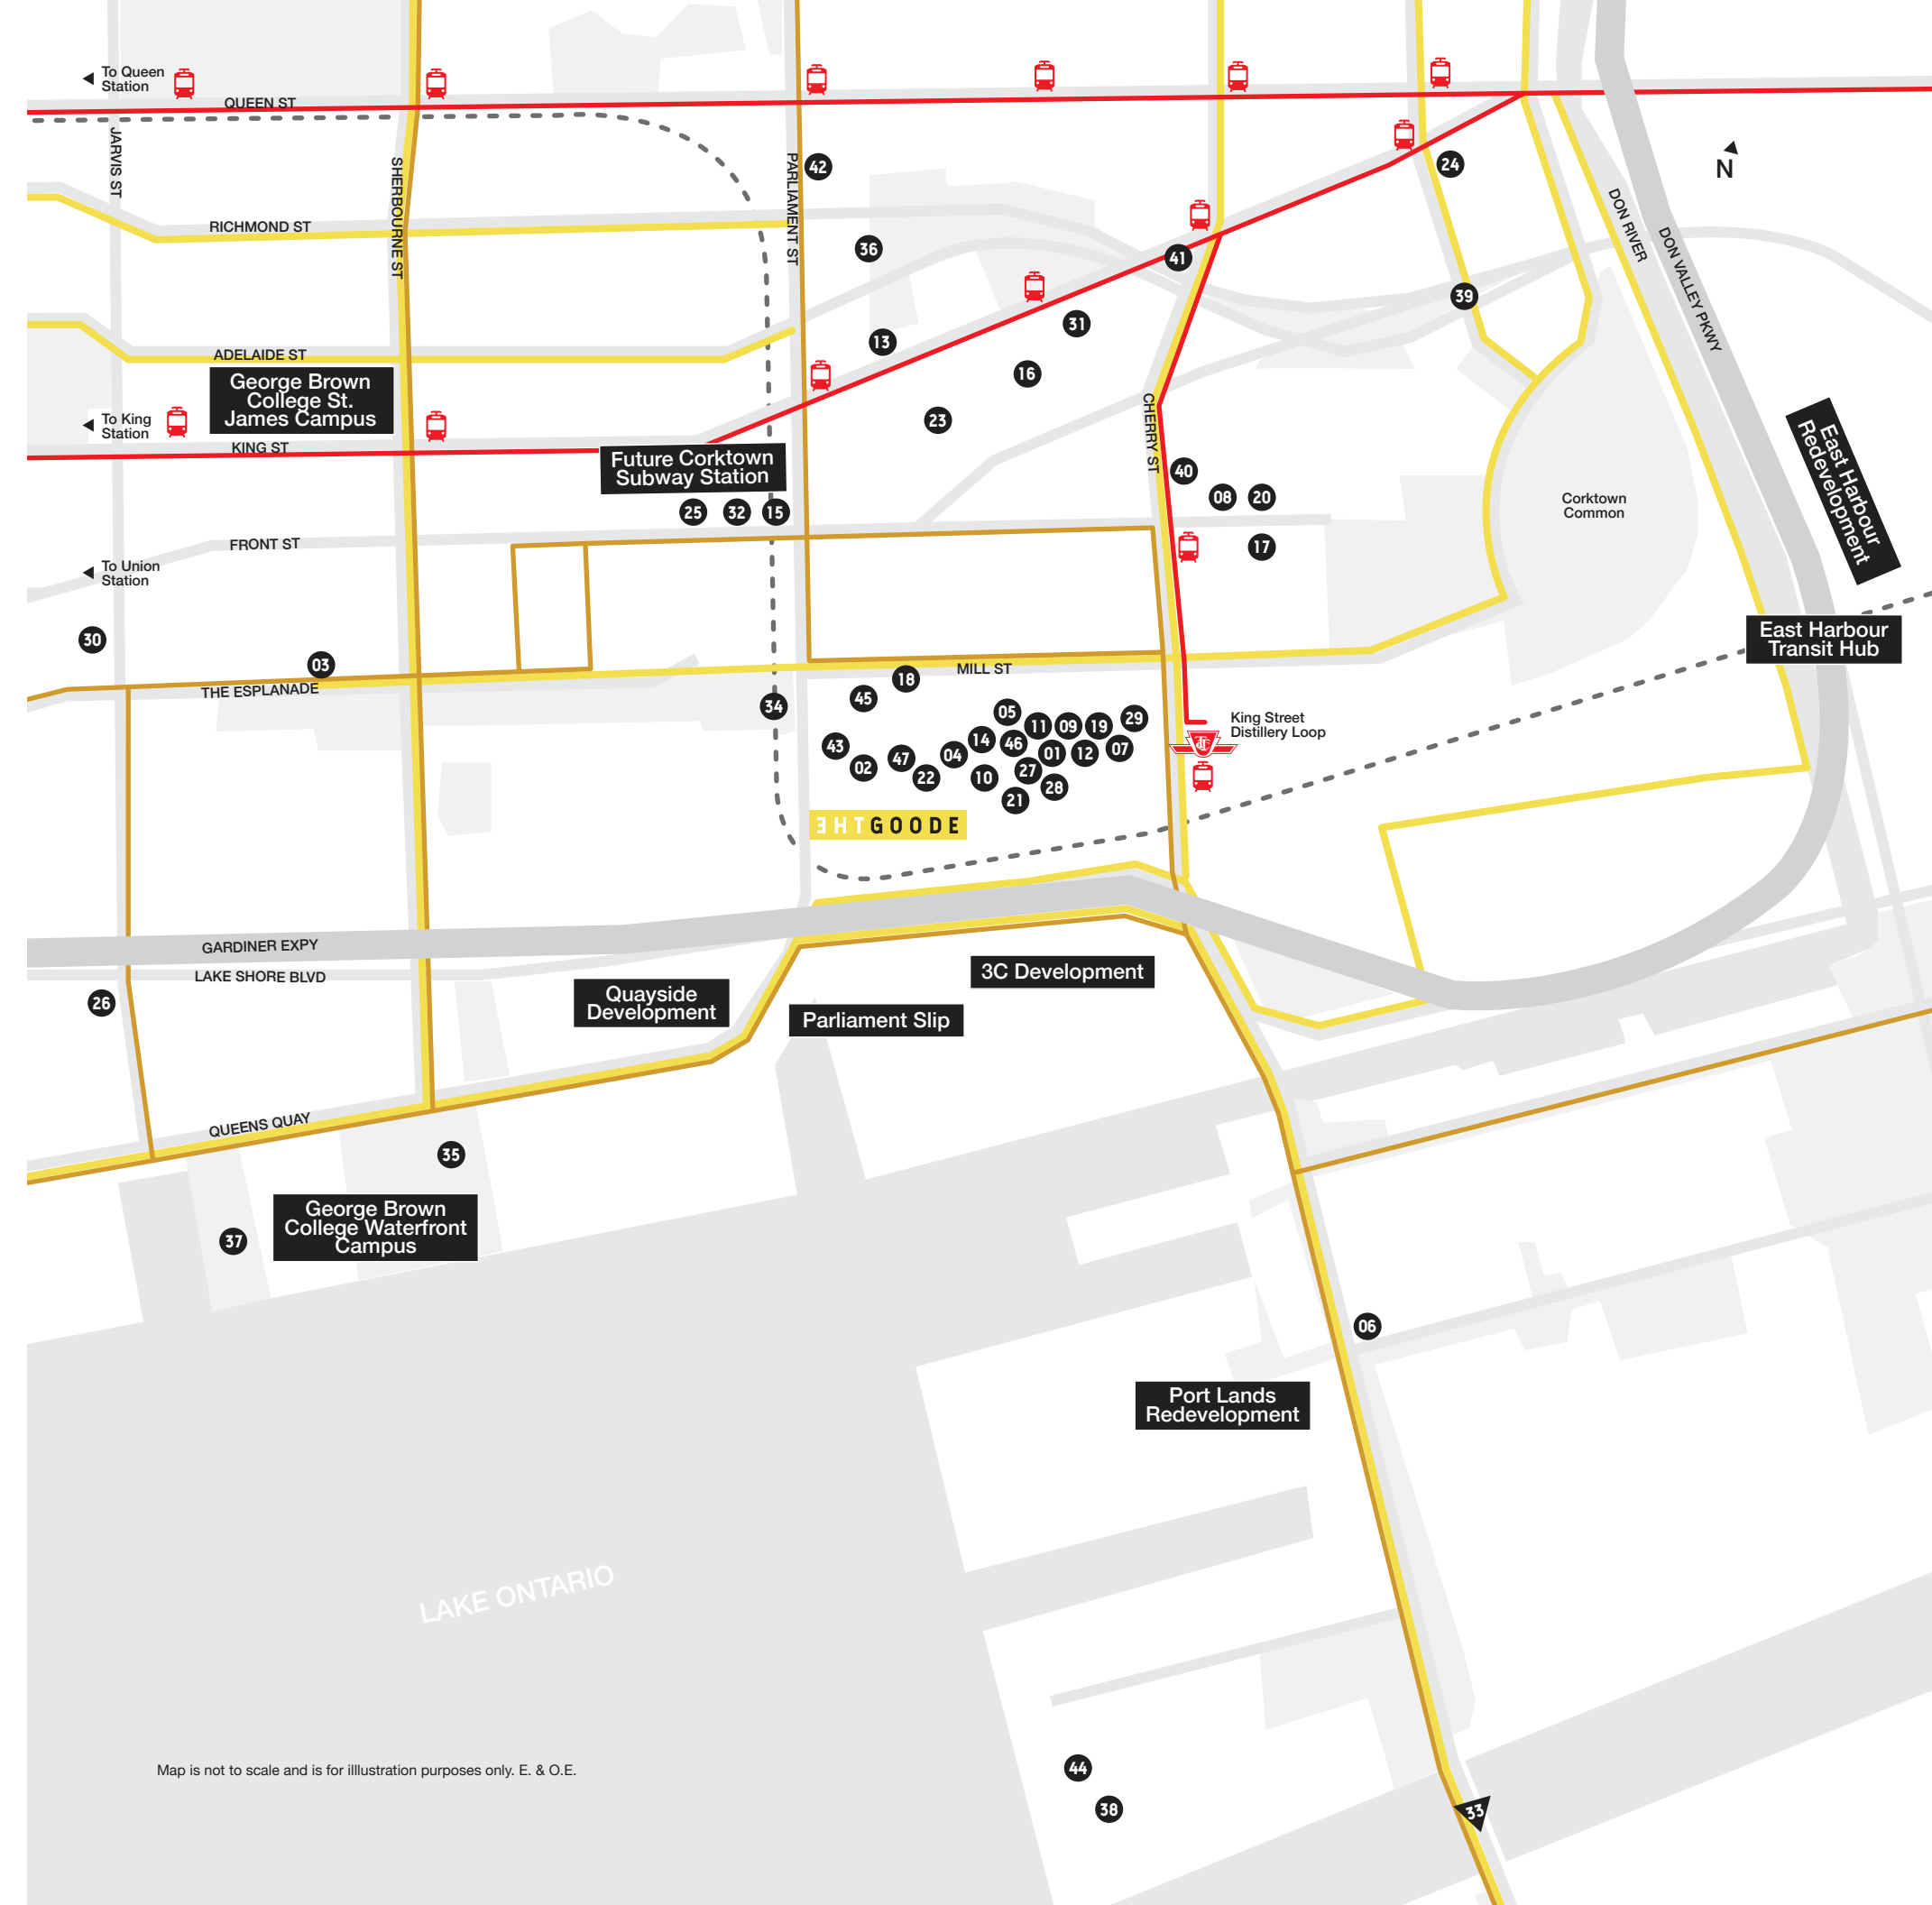 To Queen
Station
QUEEN ST
JARVIS ST
SHERBOURNE ST
PARLIAMENT ST
42
24
N
DON RIVER
DON VALLEY PKWY
RICHMOND ST
36
41
39
31
13
16
ADELAIDE ST
George Brown
College St.
James Campus
To King
Station
KING ST
23
CHERRY ST
Future Corktown
Subway Station
25
32
15
40
08
20
17
Corktown
Common
East Harbour
Redevelopment
FRONT ST
To Union
Station
30
03
THE ESPLANADE
MILL ST
East Harbour
Transit Hub
18
45
34
05
11
09
19
29
King Street
Distillery Loop
43
02
47
22
04
14
46
01
12
07
10
27
28
21
THE GOODE
GARDINER EXPY
LAKE SHORE BLVD
26
Quayside
Development
3C Development
Parliament Slip
QUEENS QUAY
35
37
George Brown
College Waterfront
Campus
06
Port Lands
Redevelopment
LAKE ONTARIO
Map is not to scale and is for illlustration purposes only. E. & O.E.
44
38
33